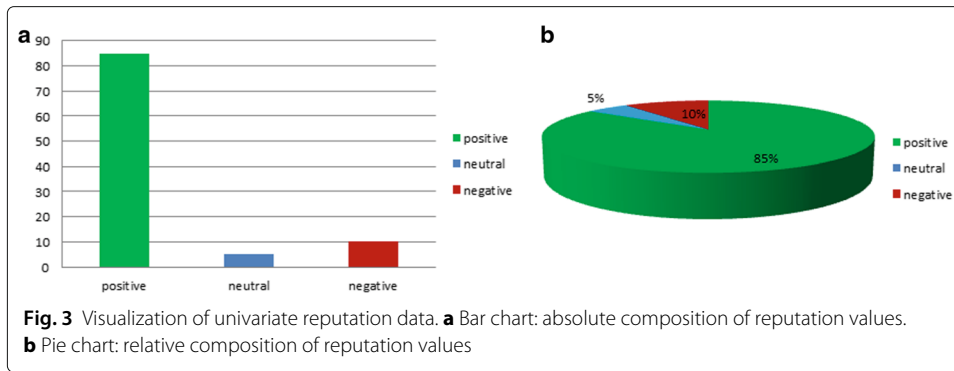 a
90
80
70
60
50
40
30
20
10
0
positive
neutral
negative
positive
neutral
negative
b
5%
10%
85%
positive
neutral
negative
Fig. 3 Visualization of univariate reputation data. a Bar chart: absolute composition of reputation values.
b Pie chart: relative composition of reputation values